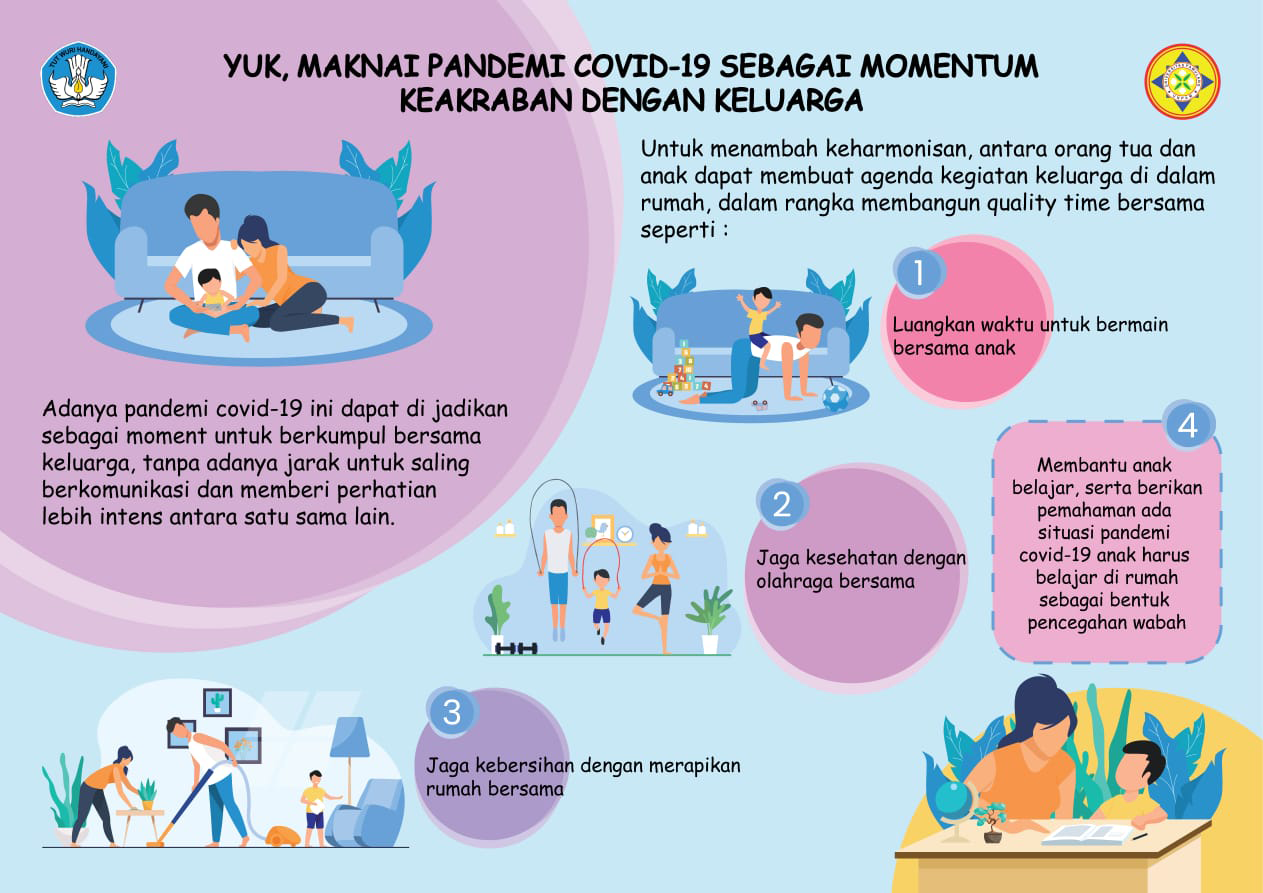 YUK, MAKNAI PANDEMI COVID-19 SEBAGAI MOMENTUM
KEAKRABAN DENGAN KELUARGA
TUT WURI HANDAYANI
Adanya pandemi covid-19 ini dapat di jadikan
sebagai moment untuk berkumpul bersama
keluarga, tanpa adanya jarak untuk saling
berkomunikasi dan memberi perhatian
lebih intens antara satu sama lain.
Untuk menambah keharmonisan, antara orang tua dan
anak dapat membuat agenda kegiatan keluarga di dalam
rumah, dalam rangka membangun quality time bersama
seperti :
1
Luangkan waktu untuk bermain
bersama anak
2
Jaga kesehatan dengan
olahraga bersama
3
Jaga kebersihan dengan merapikan
rumah bersama
4
Membantu anak
belajar, serta berikan
pemahaman ada
situasi pandemi
covid-19 anak harus
belajar di rumah
sebagai bentuk
pencegahan wabah